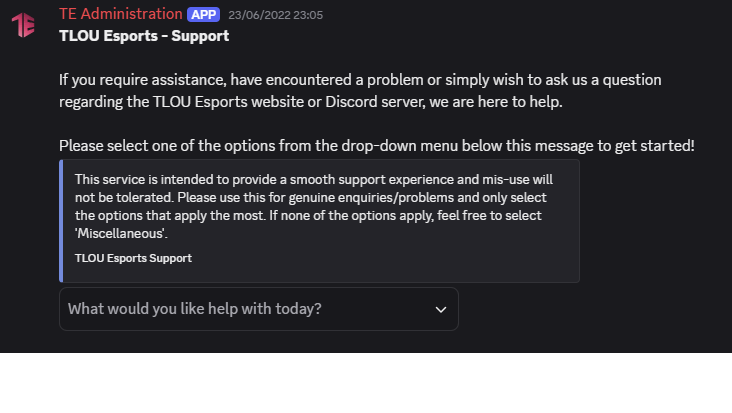 TE
TE Administration APP 23/06/2022 23:05
TLOU Esports - Support
If you require assistance, have encountered a problem or simply wish to ask us a question
regarding the TLOU Esports website or Discord server, we are here to help.
Please select one of the options from the drop-down menu below this message to get started!
This service is intended to provide a smooth support experience and mis-use will
not be tolerated. Please use this for genuine enquiries/problems and only select
the options that apply the most. If none of the options apply, feel free to select
'Miscellaneous'.
TLOU Esports Support
What would you like help with today?